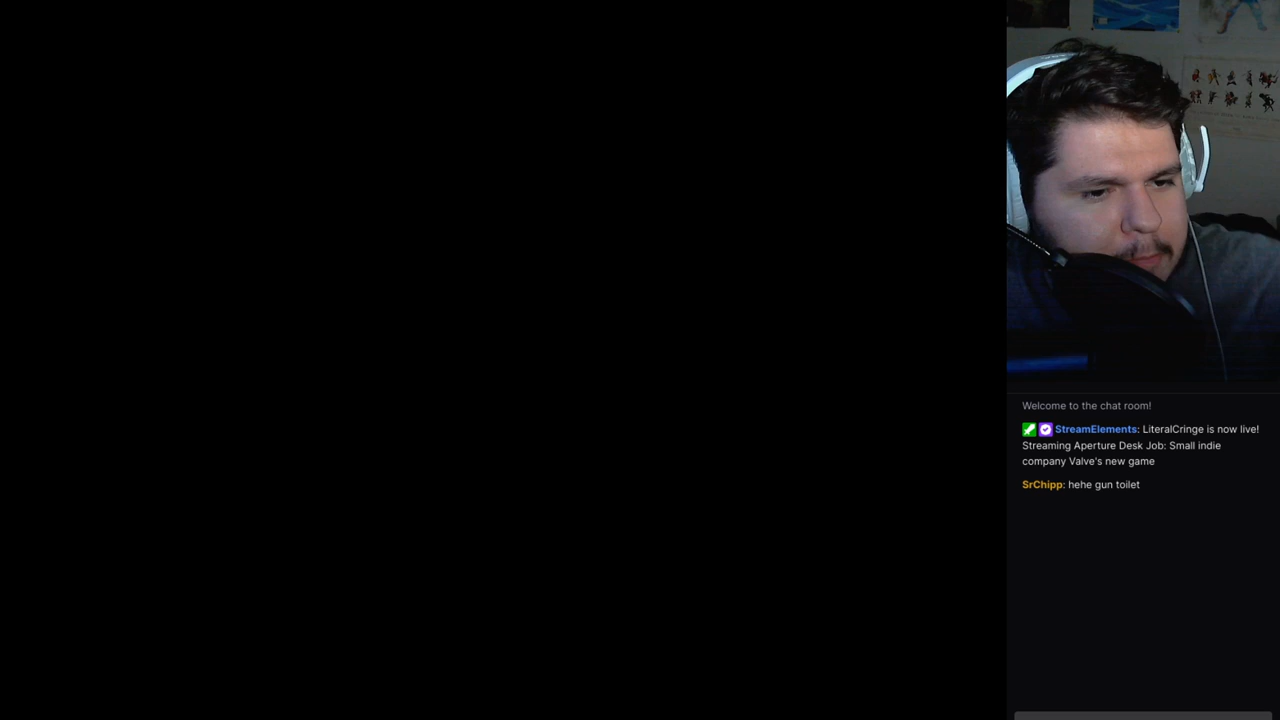 Welcome to the chat room!
StreamElements: LiteralCringe is now live!
Streaming Aperture Desk Job: Small indie
company Valve's new game
SrChipp: hehe gun toilet